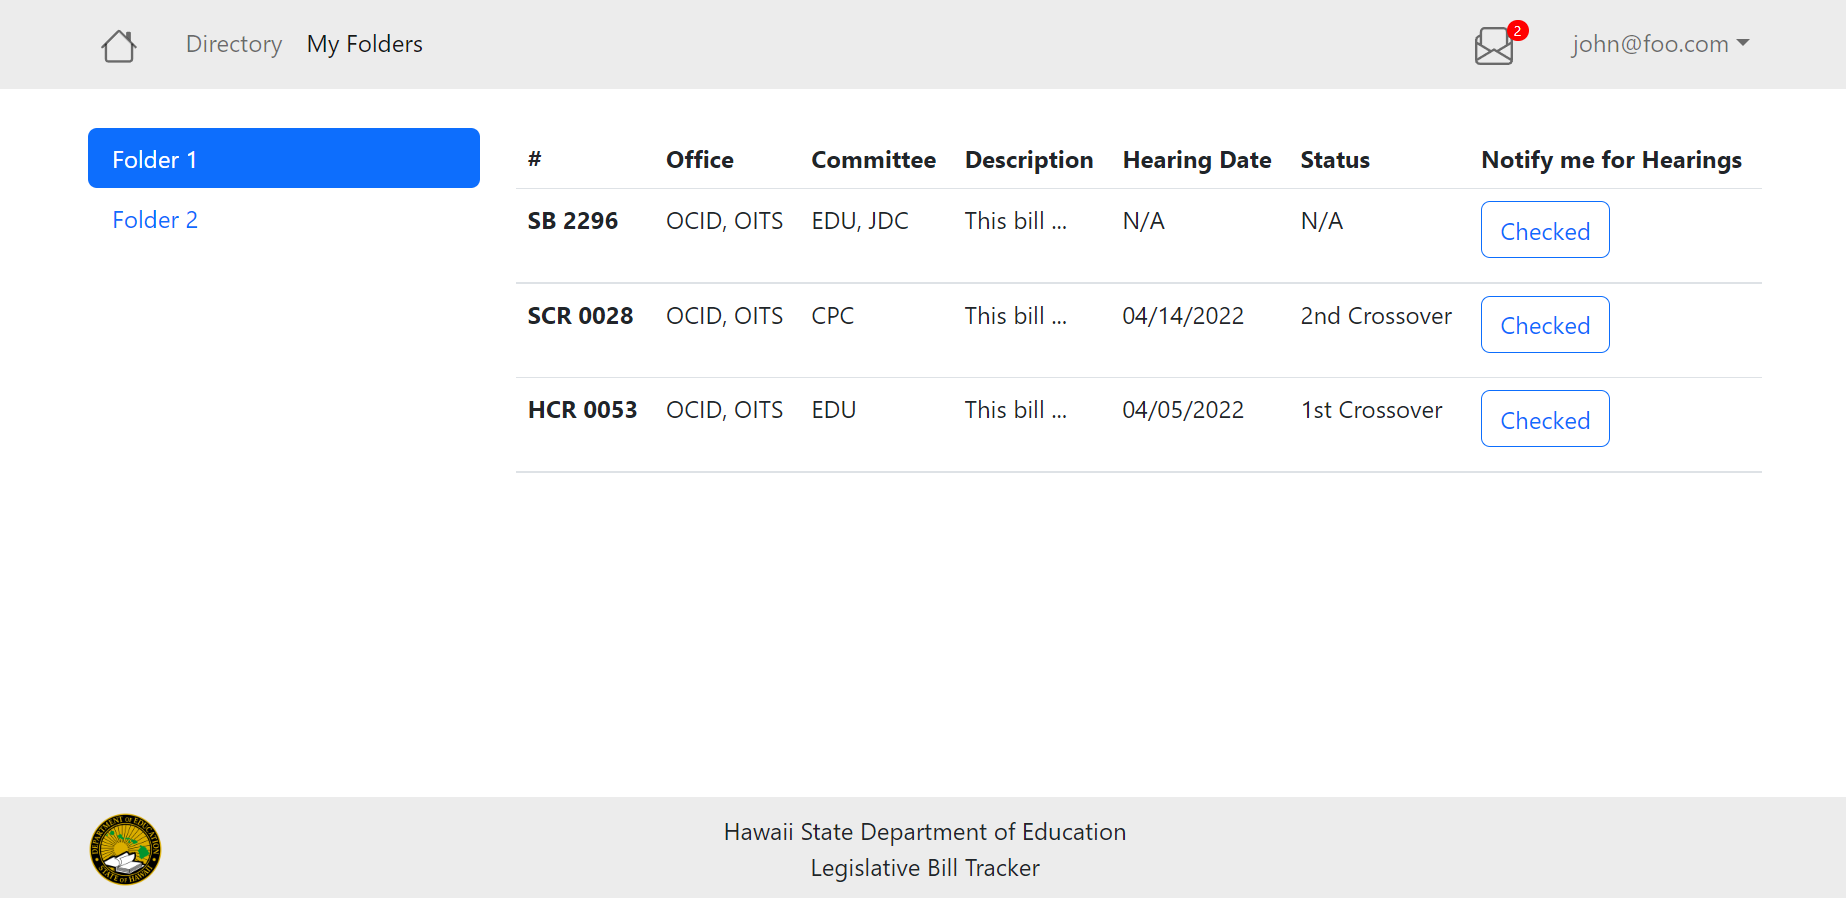 Directory My Folders 2 john@foo.com
Folder 1
Folder 2
# Office Committee Description Hearing Date Status Notify me for Hearings
SB 2296 OCID, OITS EDU, JDC This bill ... N/A N/A Checked
SCR 0028 OCID, OITS CPC This bill ... 04/14/2022 2nd Crossover Checked
HCR 0053 OCID, OITS EDU This bill ... 04/05/2022 1st Crossover Checked
DEPARTMENT OF EDUCATION
STATE OF HAWAII
Hawaii State Department of Education
Legislative Bill Tracker